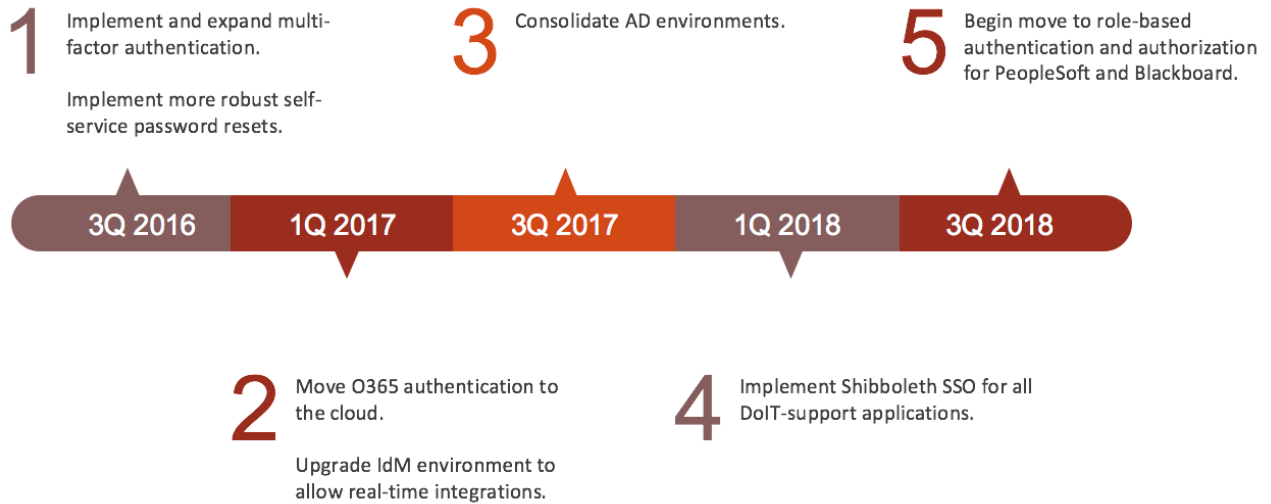 1
Implement and expand multi-
factor authentication.
Implement more robust self-
service password resets.
3
Consolidate AD environments.
5
Begin move to role-based
authentication and authorization
for PeopleSoft and Blackboard.
3Q 2016
1Q 2017
3Q 2017
1Q 2018
3Q 2018
2
Move O365 authentication to
the cloud.
Upgrade IdM environment to
allow real-time integrations.
4
Implement Shibboleth SSO for all
DoIT-support applications.